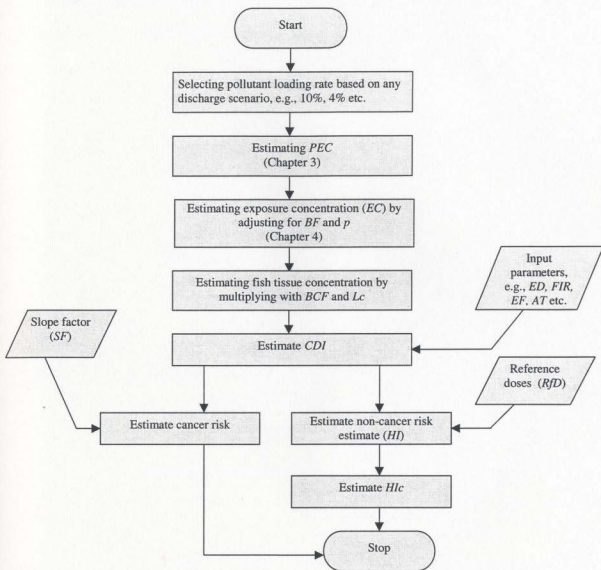 Start
Selecting pollutant loading rate based on any
discharge scenario, e.g., 10%, 4% etc.
Estimating PEC
(Chapter 3)
Estimating exposure concentration (EC) by
adjusting for BF and p
(Chapter 4)
Input
parameters,
e.g., ED, FIR,
EF, AT etc.
Estimating fish tissue concentration by
multiplying with BCF and Lc
Slope factor
(SF)
Estimate CDI
Reference
doses (RfD)
Estimate cancer risk
Estimate non-cancer risk
estimate (HI)
Estimate HIc
Stop